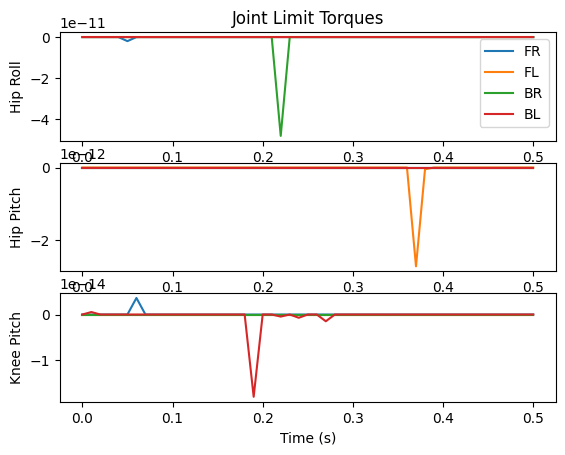 Joint Limit Torques
1e−11
0
−2
−4
Hip Roll
FR
FL
BR
BL
0.0 0.1 0.2 0.3 0.4 0.5
1e−12
0
−2
Hip Pitch
0.0 0.1 0.2 0.3 0.4 0.5
1e−14
0
−1
Knee Pitch
0.0 0.1 0.2 0.3 0.4 0.5
Time (s)